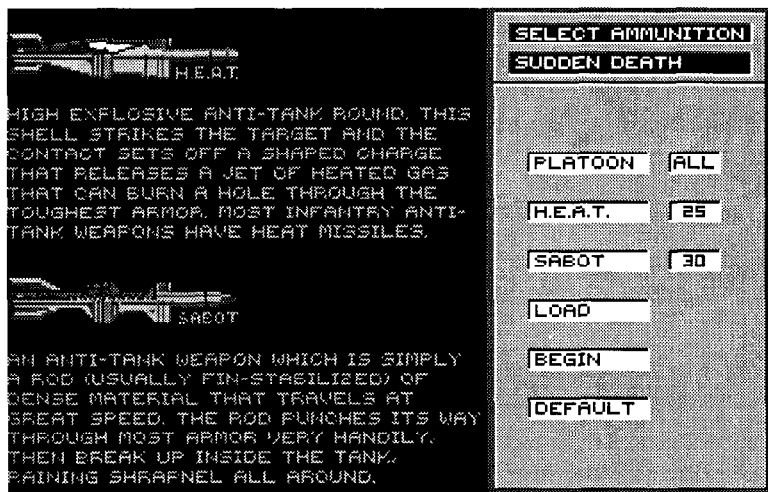 H.E.A.T.
HIGH EXPLOSIVE ANTI-TANK ROUND. THIS
SHELL STRIKES THE TARGET AND THE
CONTACT SETS OFF A SHAPED CHARGE
THAT RELEASES A JET OF HEATED GAS
THAT CAN BURN A HOLE THROUGH THE
TOUGHEST ARMOR. MOST INFANTRY ANTI-
TANK WEAPONS HAVE HEAT MISSILES.
SABOT
AN ANTI-TANK WEAPON WHICH IS SIMPLY
A ROD (USUALLY FIN-STABILIZED) OF
DENSE MATERIAL THAT TRAVELS AT
GREAT SPEED. THE ROD PUNCHES ITS WAY
THROUGH MOST ARMOR VERY HANDILY,
THEN BREAK UP INSIDE THE TANK,
RAINING SHRAPNEL ALL AROUND.
SELECT AMMUNITION
SUDDEN DEATH
PLATOON ALL
H.E.A.T. 25
SABOT 30
LOAD
BEGIN
DEFAULT